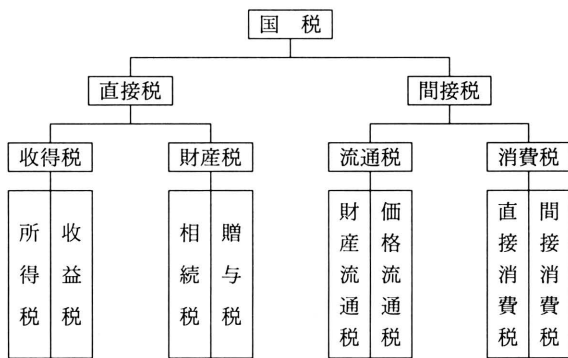 国税
直接税
間接税
収得税
財産税
流通税
消費税
所得税
収益税
相続税
贈与税
財産流通税
価格流通税
直接消費税
間接消費税